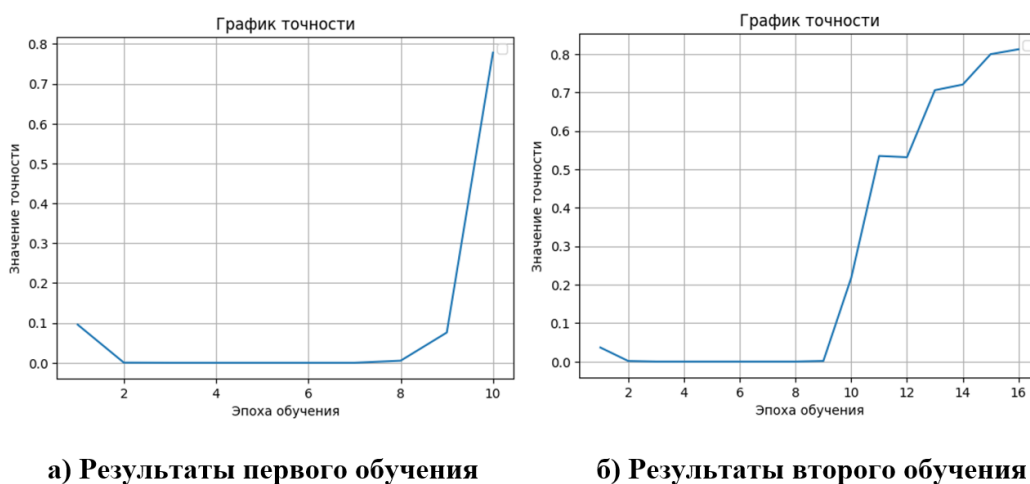 График точности
0.8
0.7
0.6
0.5
0.4
0.3
0.2
0.1
0.0
2 4 6 8 10
Значение точности
Эпоха обучения
График точности
0.8
0.7
0.6
0.5
0.4
0.3
0.2
0.1
0.0
2 4 6 8 10 12 14 16
Значение точности
Эпоха обучения
а) Результаты первого обучения
б) Результаты второго обучения